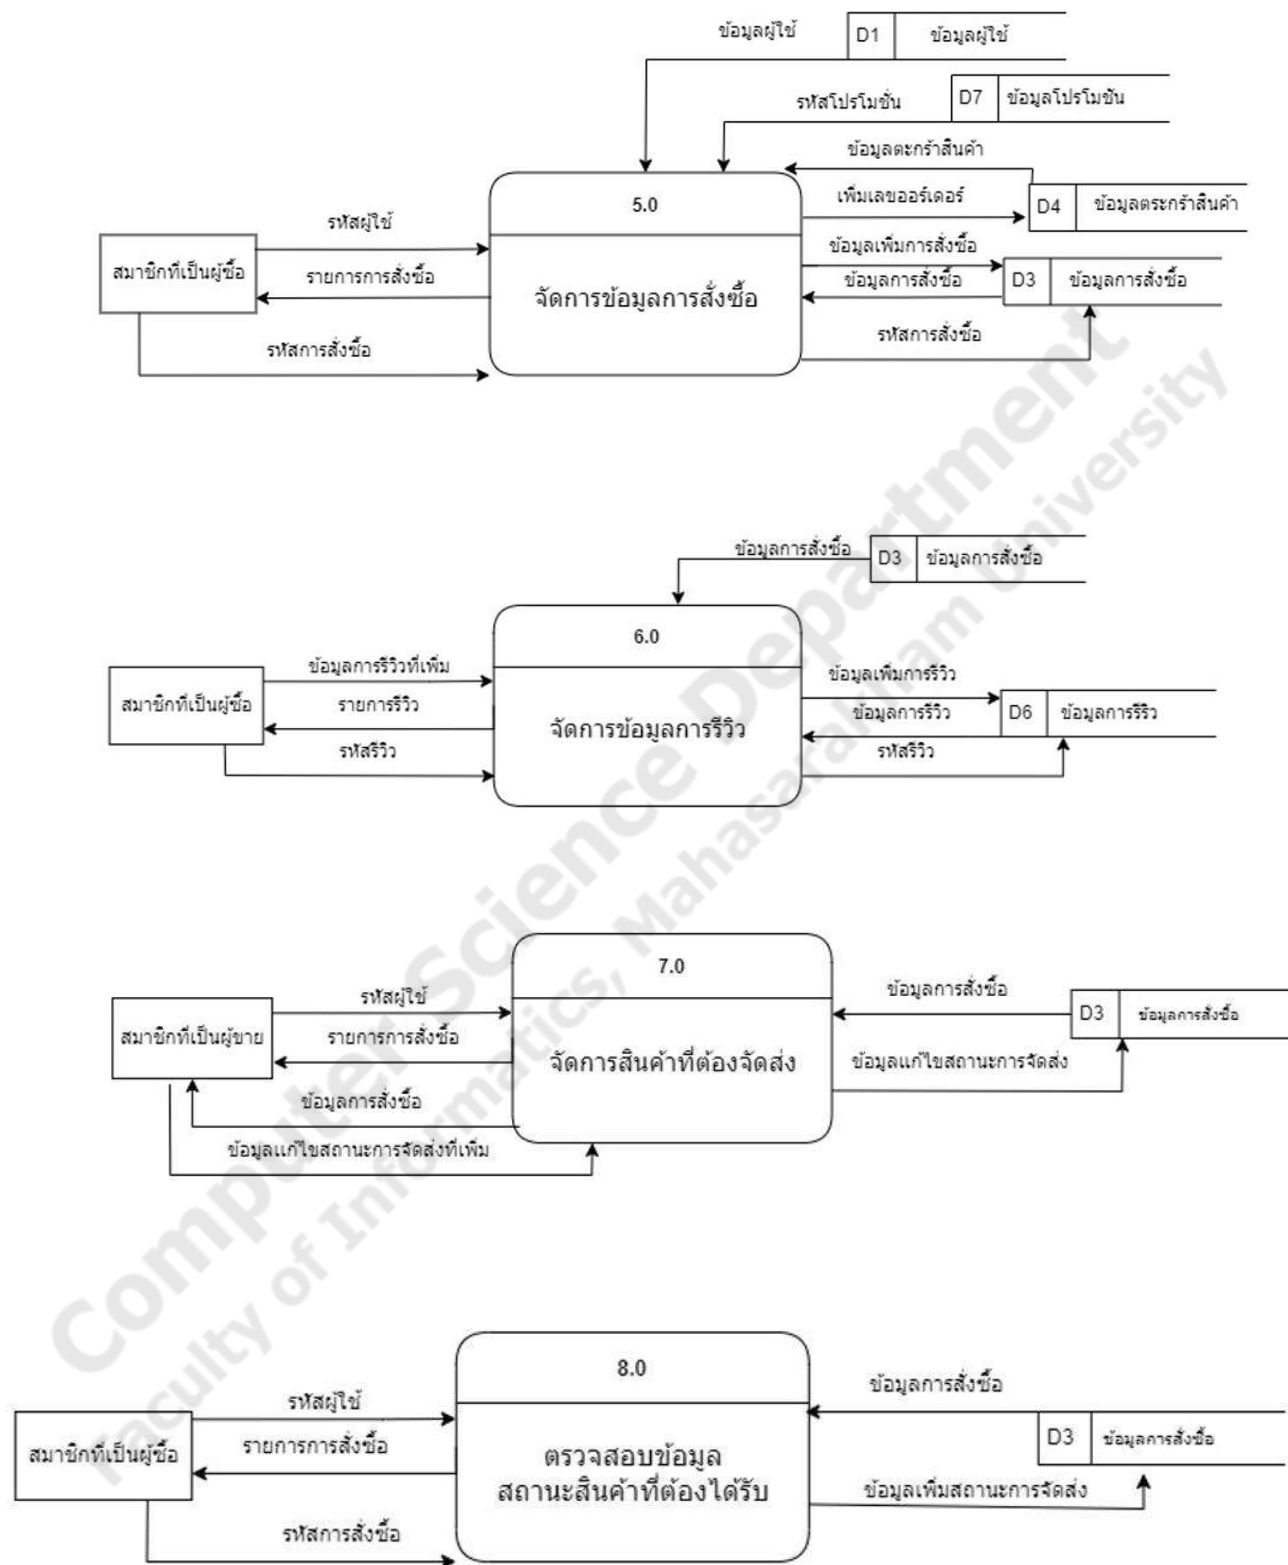 ข้อมูลผู้ใช้
D1
ข้อมูลผู้ใช้
รหัสโปรโมชั่น
D7
ข้อมูลโปรโมชัน
ข้อมูลตะกร้าสินค้า
5.0
เพิ่มเลขออร์เดอร์
D4
ข้อมูลตระกร้าสินค้า
รหัสผู้ใช้
ข้อมูลเพิ่มการสั่งซื้อ
สมาชิกที่เป็นผู้ซื้อ
รายการการสั่งซื้อ
จัดการข้อมูลการสั่งซื้อ
ข้อมูลการสั่งซื้อ
D3
ข้อมูลการสั่งซื้อ
รหัสการสั่งซื้อ
รหัสการสั่งซื้อ
ข้อมูลการสั่งซื้อ
D3
ข้อมูลการสั่งซื้อ
6.0
ข้อมูลการรีวิวที่เพิ่ม
ข้อมูลเพิ่มการรีวิว
สมาชิกที่เป็นผู้ซื้อ
รายการรีวิว
จัดการข้อมูลการรีวิว
ข้อมูลการรีวิว
D6
ข้อมูลการรีริว
รหัสรีวิว
รหัสรีวิว
7.0
รหัสผู้ใช้
ข้อมูลการสั่งซื้อ
D3
ข้อมูลการสั่งซื้อ
สมาชิกที่เป็นผู้ขาย
รายการการสั่งซื้อ
จัดการสินค้าที่ต้องจัดส่ง
ข้อมูลแก้ไขสถานะการจัดส่ง
ข้อมูลการสั่งซื้อ
ข้อมูลแก้ไขสถานะการจัดส่งที่เพิ่ม
8.0
รหัสผู้ใช้
ข้อมูลการสั่งซื้อ
สมาชิกที่เป็นผู้ซื้อ
รายการการสั่งซื้อ
ตรวจสอบข้อมูล
สถานะสินค้าที่ต้องได้รับ
D3
ข้อมูลการสั่งซื้อ
ข้อมูลเพิ่มสถานะการจัดส่ง
รหัสการสั่งซื้อ
Computer Science Department
Faculty of Informatics, Mahasarakham University